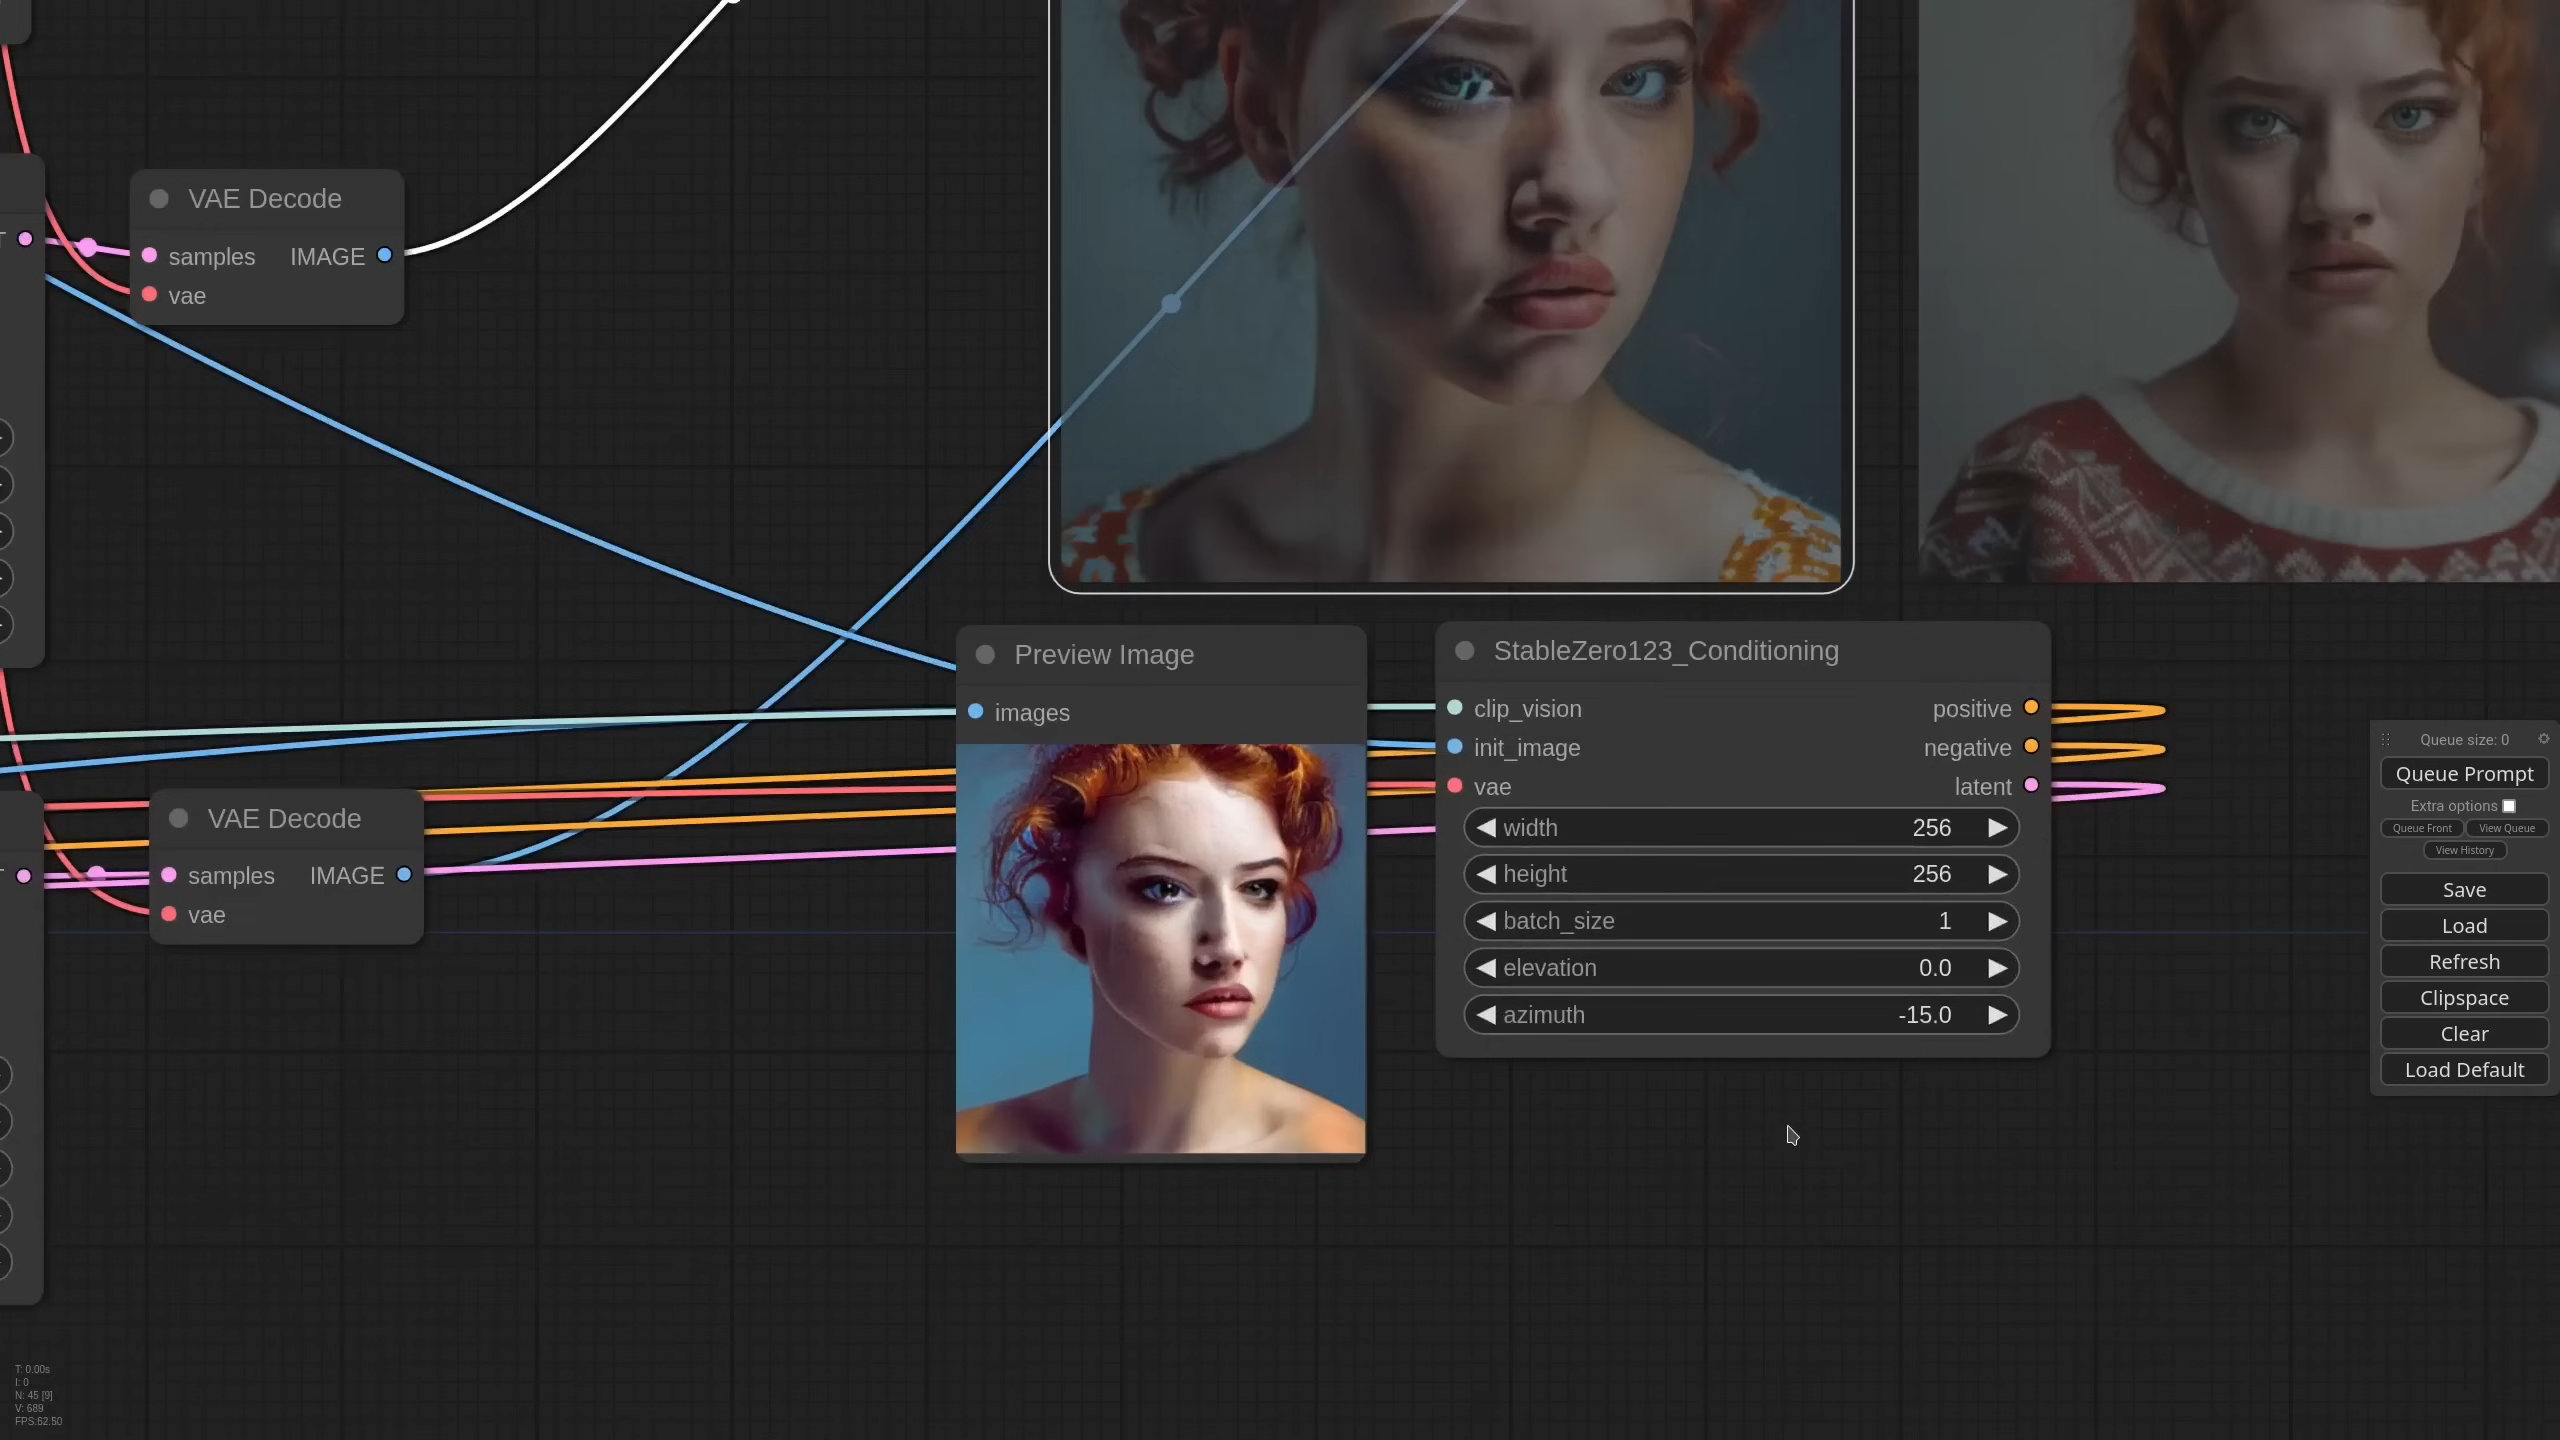 VAE Decode
samples IMAGE
vae
T
Preview Image
images
StableZero123_Conditioning
clip_vision positive
init_image negative
vae latent
width 256
height 256
batch_size 1
elevation 0.0
azimuth -15.0
VAE Decode
T samples IMAGE
vae
Queue size: 0
Queue Prompt
Extra options
Queue Front View Queue
View History
Save
Load
Refresh
Clipspace
Clear
Load Default
T: 0.00s
I: 0
N: 45 [9]
V: 689
FPS:62.50